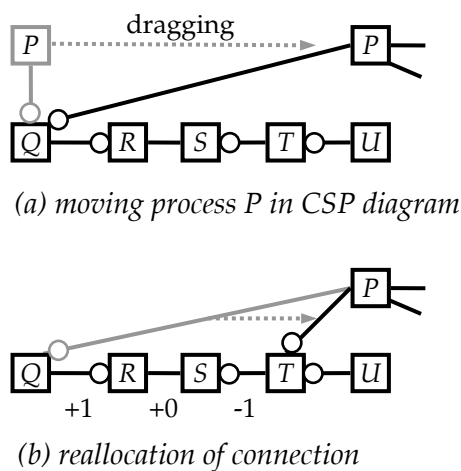 P dragging P
Q R S T U
(a) moving process P in CSP diagram
P
Q R S T U
+1 +0 -1
(b) reallocation of connection